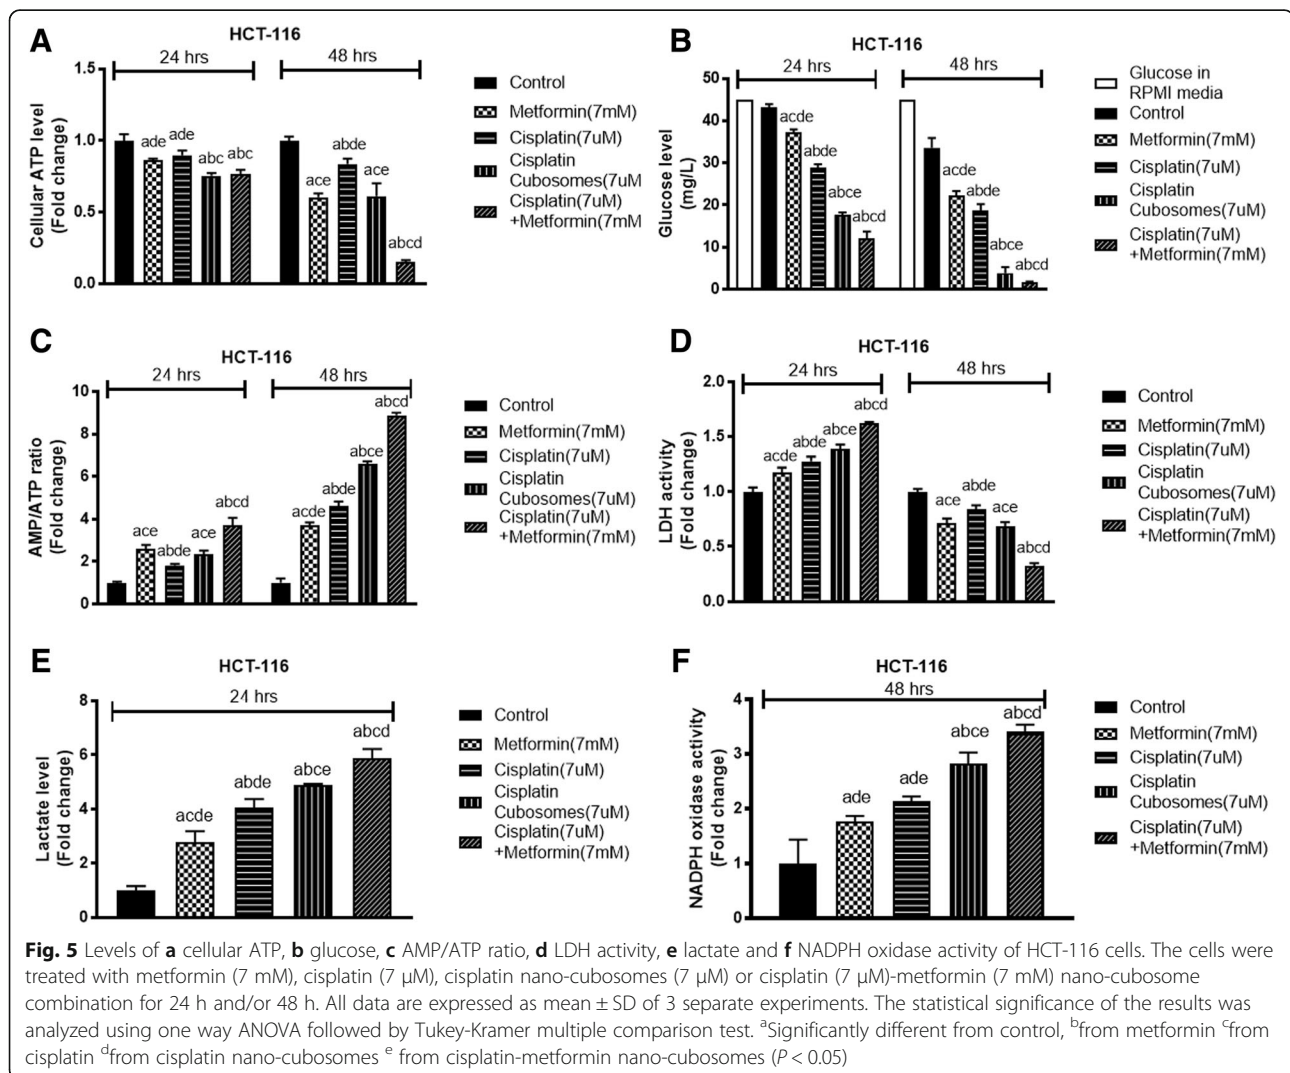 A
HCT-116
24 hrs
48 hrs
Cellular ATP level
(Fold change)
1.5
1.0
0.5
0.0
ade
ade
abc
abc
ace
abde
ace
abcd
Control
Metformin(7mM)
Cisplatin(7uM)
Cisplatin
Cubosomes(7uM
Cisplatin(7uM)
+Metformin(7mM
B
HCT-116
24 hrs
48 hrs
Glucose level
(mg/L)
50
40
30
20
10
0
acde
abde
abce
abcd
acde
abde
abce
abcd
Glucose in
RPMI media
Control
Metformin(7mM)
Cisplatin(7uM)
Cisplatin
Cubosomes(7uM)
Cisplatin(7uM)
+Metformin(7mM)
C
HCT-116
24 hrs
48 hrs
AMP/ATP ratio
(Fold change)
10
8
6
4
2
0
ace
abde
ace
abcd
acde
abde
abce
abcd
Control
Metformin(7mM)
Cisplatin(7uM)
Cisplatin
Cubosomes(7uM)
Cisplatin(7uM)
+Metformin(7mM)
D
HCT-116
24 hrs
48 hrs
LDH activity
(Fold change)
2.0
1.5
1.0
0.5
0.0
acde
abde
abce
abcd
ace
abde
ace
abcd
Control
Metformin(7mM)
Cisplatin(7uM)
Cisplatin
Cubosomes(7uM)
Cisplatin(7uM)
+Metformin(7mM)
E
HCT-116
24 hrs
Lactate level
(Fold change)
8
6
4
2
0
acde
abde
abce
abcd
Control
Metformin(7mM)
Cisplatin(7uM)
Cisplatin
Cubosomes(7uM)
Cisplatin(7uM)
+Metformin(7mM)
F
HCT-116
48 hrs
NADPH oxidase activity
(Fold change)
4
3
2
1
0
ade
ade
abce
abcd
Control
Metformin(7mM)
Cisplatin(7uM)
Cisplatin
Cubosomes(7uM)
Cisplatin(7uM)
+Metformin(7mM)
Fig. 5 Levels of a cellular ATP, b glucose, c AMP/ATP ratio, d LDH activity, e lactate and f NADPH oxidase activity of HCT-116 cells. The cells were
treated with metformin (7 mM), cisplatin (7 μM), cisplatin nano-cubosomes (7 μM) or cisplatin (7 μM)-metformin (7 mM) nano-cubosome
combination for 24 h and/or 48 h. All data are expressed as mean ± SD of 3 separate experiments. The statistical significance of the results was
analyzed using one way ANOVA followed by Tukey-Kramer multiple comparison test. aSignificantly different from control, bfrom metformin cfrom
cisplatin dfrom cisplatin nano-cubosomes e from cisplatin-metformin nano-cubosomes (P < 0.05)